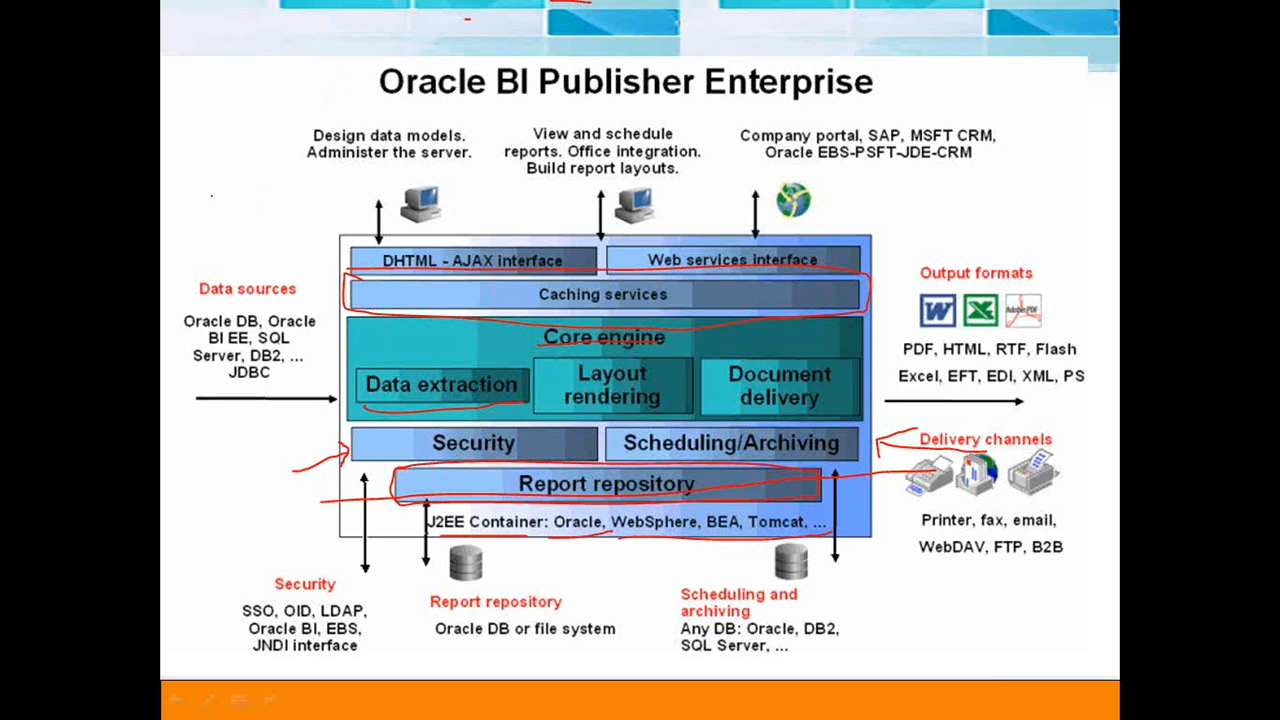 Oracle BI Publisher Enterprise
Design data models.
Administer the server.
View and schedule
reports. Office integration.
Build report layouts.
Company portal, SAP, MSFT CRM,
Oracle EBS-PSFT-JDE-CRM
DHTML - AJAX interface
Web services interface
Caching services
Data sources
Oracle DB, Oracle
BI EE, SQL
Server, DB2, ...
JDBC
Core engine
Data extraction
Layout
rendering
Document
delivery
Output formats
W
X
Adobe PDF
PDF, HTML, RTF, Flash
Excel, EFT, EDI, XML, PS
Security
Scheduling/Archiving
Report repository
J2EE Container: Oracle, WebSphere, BEA, Tomcat, ...
Delivery channels
Printer, fax, email,
WebDAV, FTP, B2B
Security
SSO, OID, LDAP,
Oracle BI, EBS,
JNDI interface
Report repository
Oracle DB or file system
Scheduling and
archiving
Any DB: Oracle, DB2,
SQL Server, ...